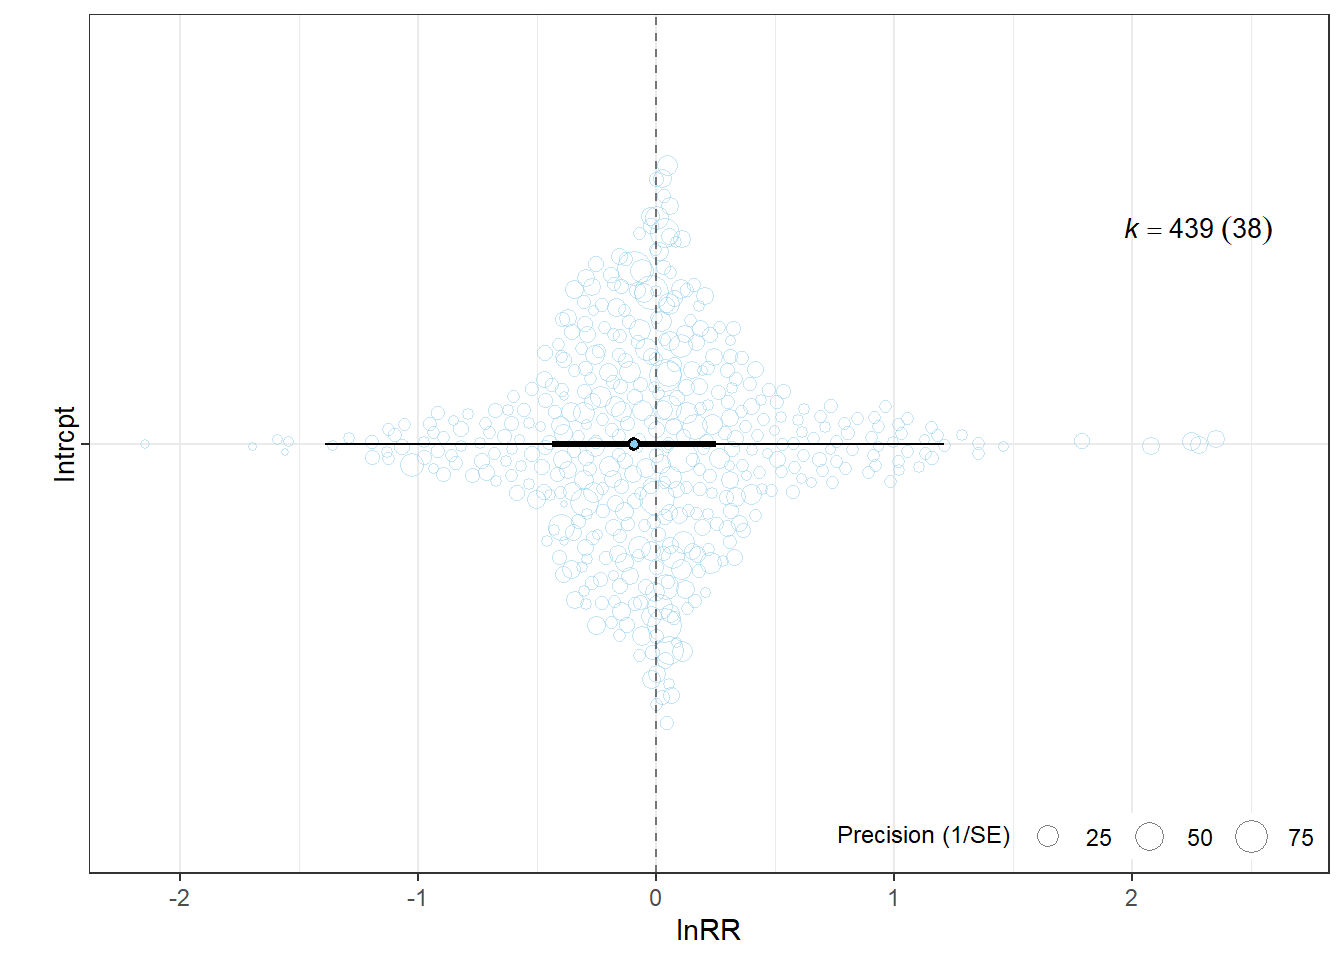 k = 439 (38)
Intrcpt
Precision (1/SE) 25 50 75
-2 -1 0 1 2
lnRR